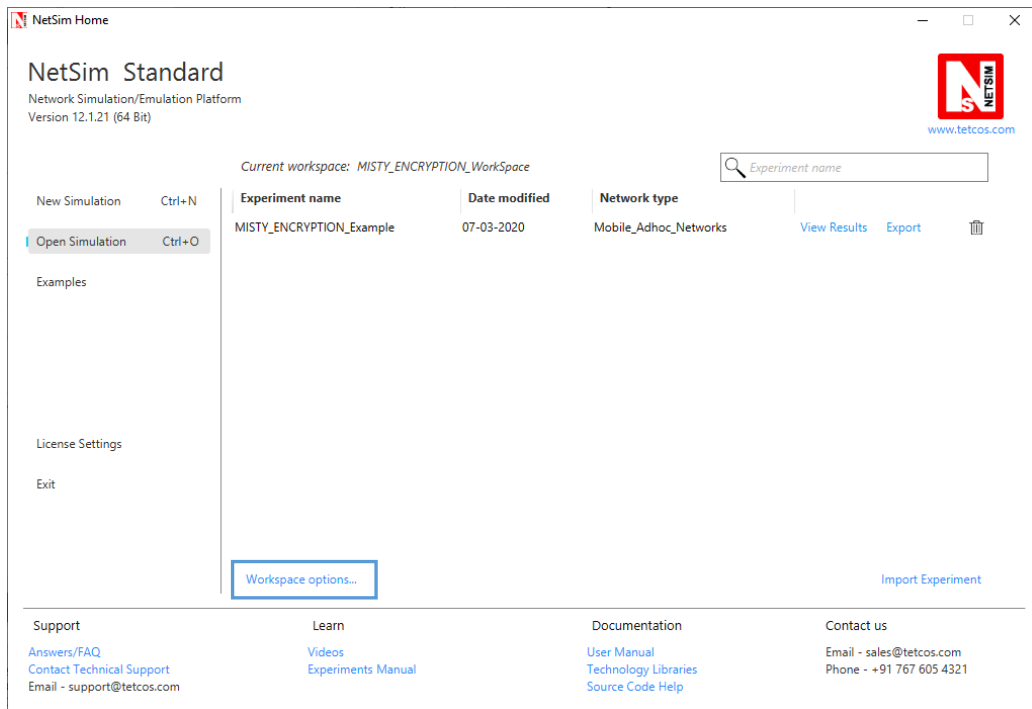 NetSim Home
NetSim Standard
Network Simulation/Emulation Platform
Version 12.1.21 (64 Bit)
NS NETSIM
www.tetcos.com
Current workspace: MISTY_ENCRYPTION_WorkSpace
Experiment name
New Simulation Ctrl+N
Open Simulation Ctrl+O
Examples
License Settings
Exit
Experiment name Date modified Network type
MISTY_ENCRYPTION_Example 07-03-2020 Mobile_Adhoc_Networks View Results Export
Workspace options...
Import Experiment
Support
Answers/FAQ
Contact Technical Support
Email - support@tetcos.com
Learn
Videos
Experiments Manual
Documentation
User Manual
Technology Libraries
Source Code Help
Contact us
Email - sales@tetcos.com
Phone - +91 767 605 4321